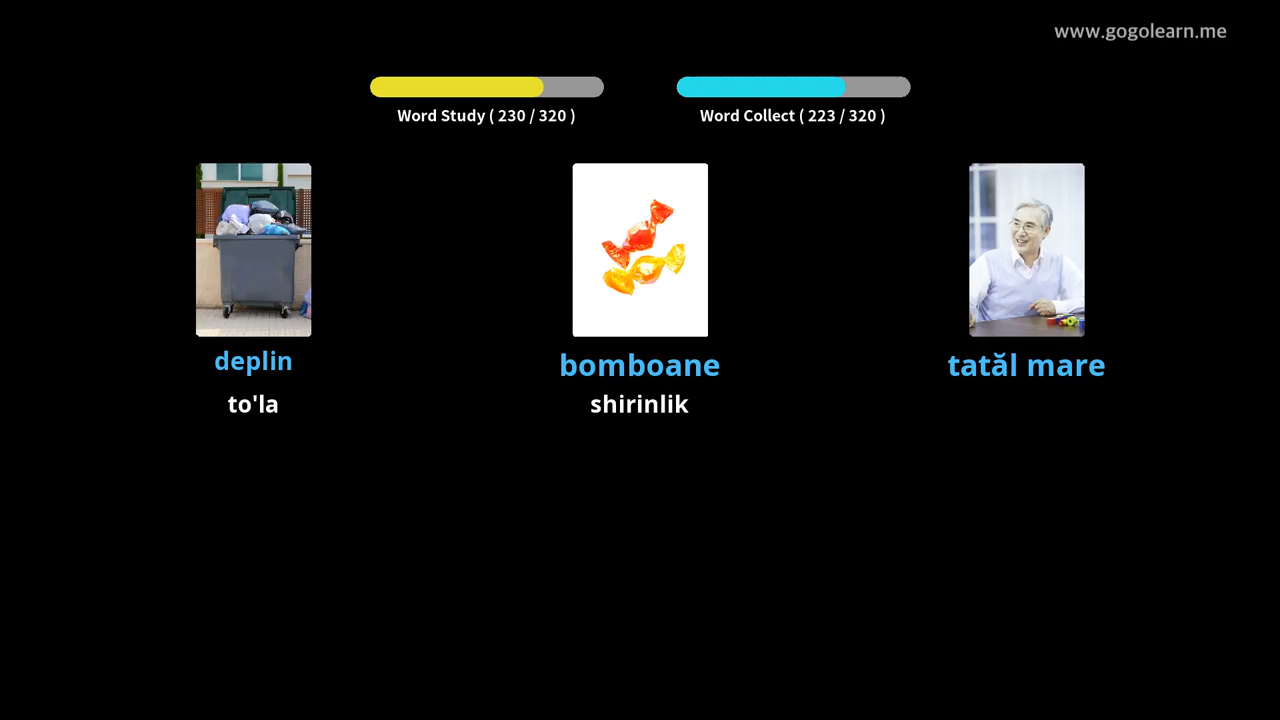 www.gogolearn.me
Word Study ( 230 / 320 )
Word Collect ( 223 / 320 )
deplin
bomboane
tatăl mare
to'la
shirinlik